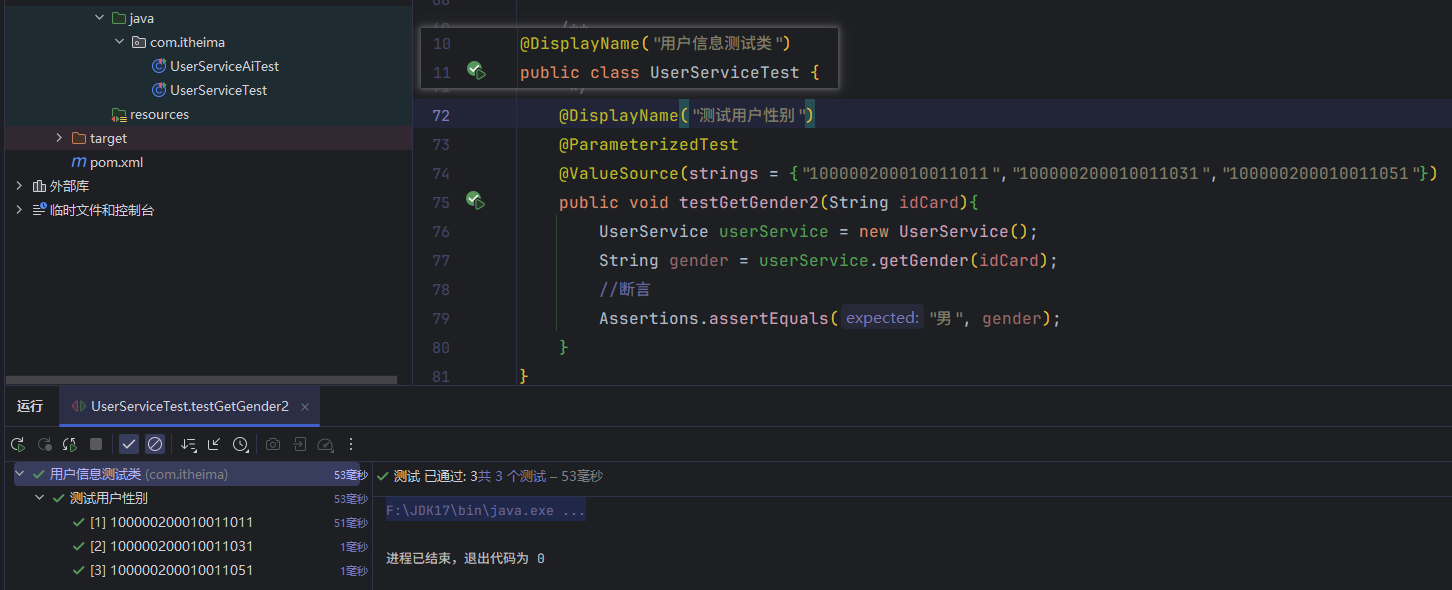 java
com.itheima
UserServiceAiTest
UserServiceTest
resources
target
pom.xml
外部库
临时文件和控制台
10 @DisplayName("用户信息测试类")
11 public class UserServiceTest {
72 @DisplayName("测试用户性别")
73 @ParameterizedTest
74 @ValueSource(strings = {"100000200010011011","100000200010011031","100000200010011051"})
75 public void testGetGender2(String idCard){
76 UserService userService = new UserService();
77 String gender = userService.getGender(idCard);
78 //断言
79 Assertions.assertEquals( expected: "男", gender);
80 }
81 }
运行 UserServiceTest.testGetGender2 ×
用户信息测试类 (com.itheima) 53毫秒
测试用户性别 53毫秒
[1] 100000200010011011 51毫秒
[2] 100000200010011031 1毫秒
[3] 100000200010011051 1毫秒
测试 已通过: 3共 3 个测试 – 53毫秒
F:\JDK17\bin\java.exe ...
进程已结束，退出代码为 0